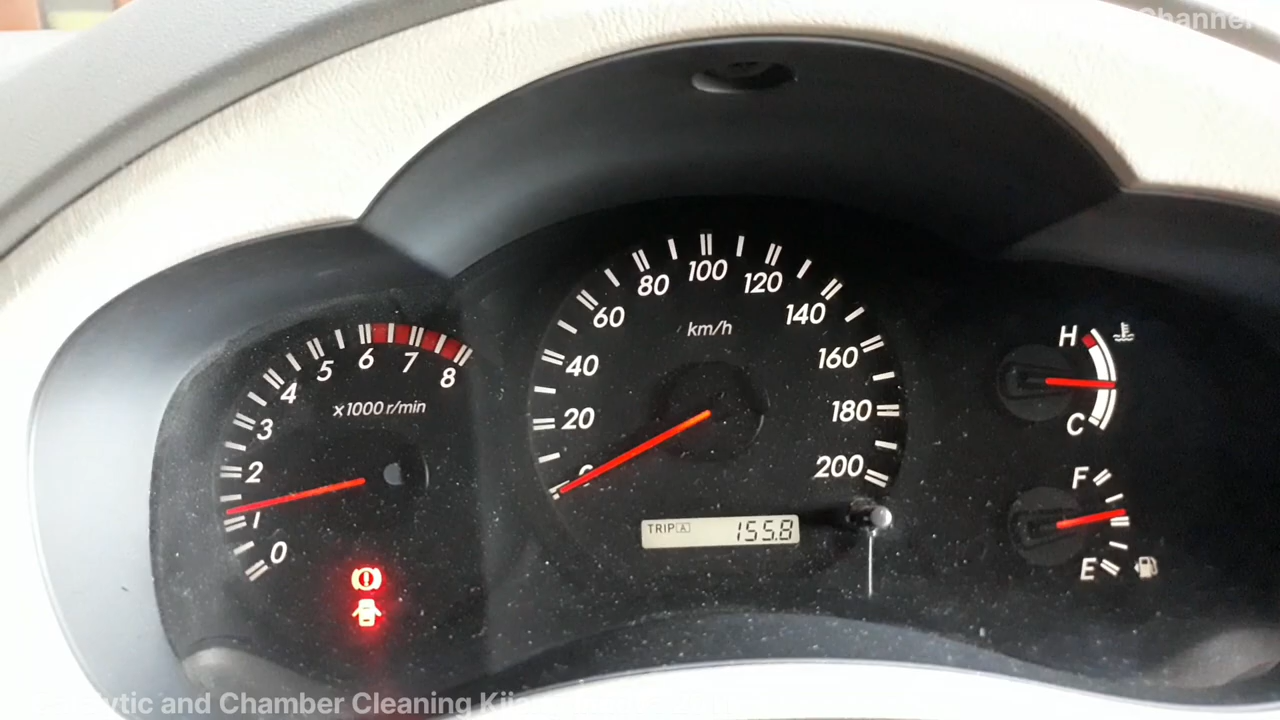 Channel
80 100 120
60 140
40 160
20 180
0 200
km/h
0 1 2 3 4 5 6 7 8
x1000 r/min
TRIP A 155.8
H
C
F
E
and Chamber Cleaning